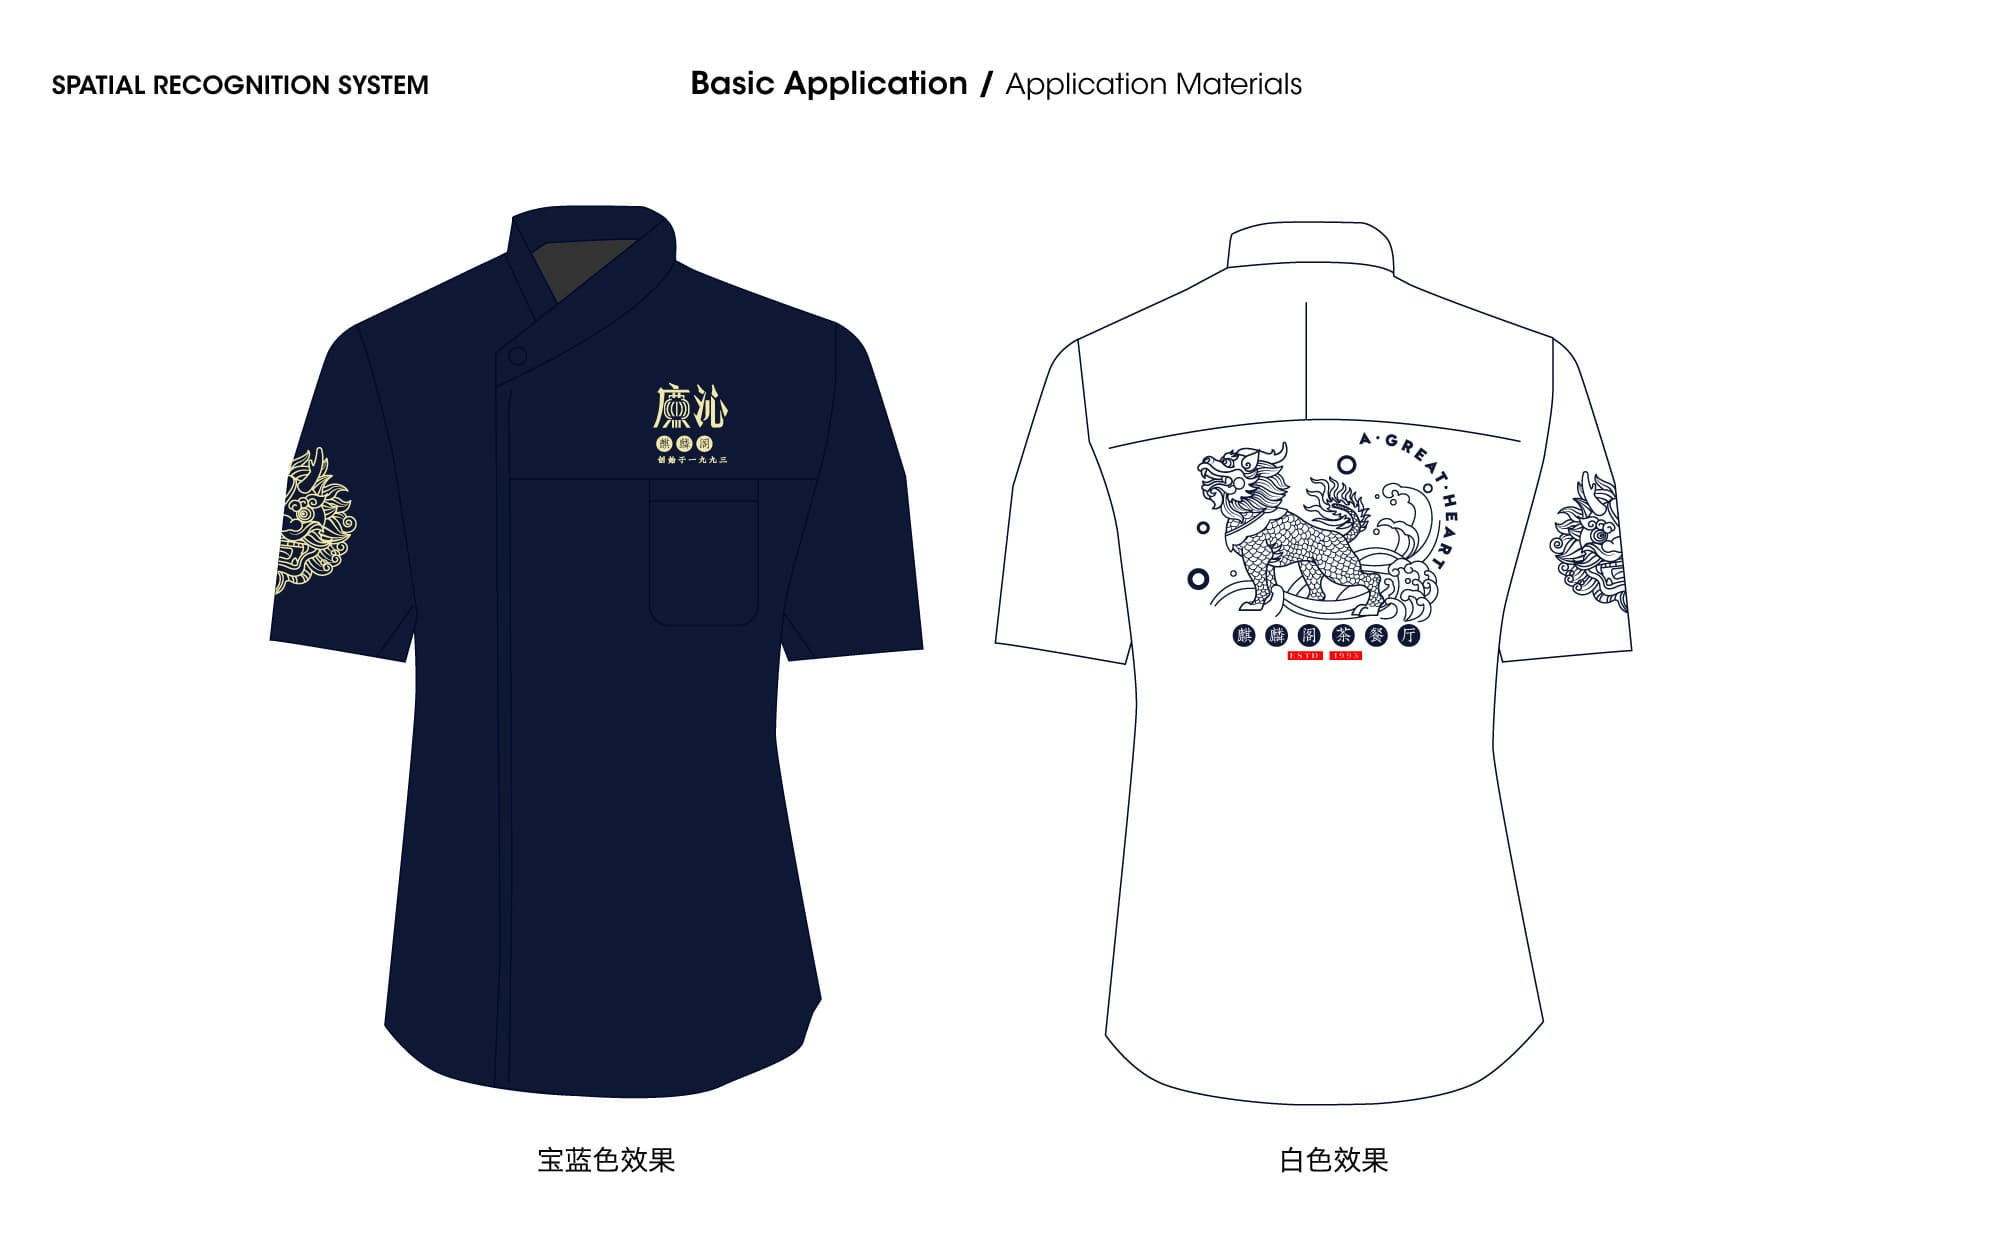 SPATIAL RECOGNITION SYSTEM
Basic Application / Application Materials
沁
麒麟阁
创始于一九九三
A·GREAT·HEART
麒麟阁茶餐厅
ESTD 1993
宝蓝色效果
白色效果